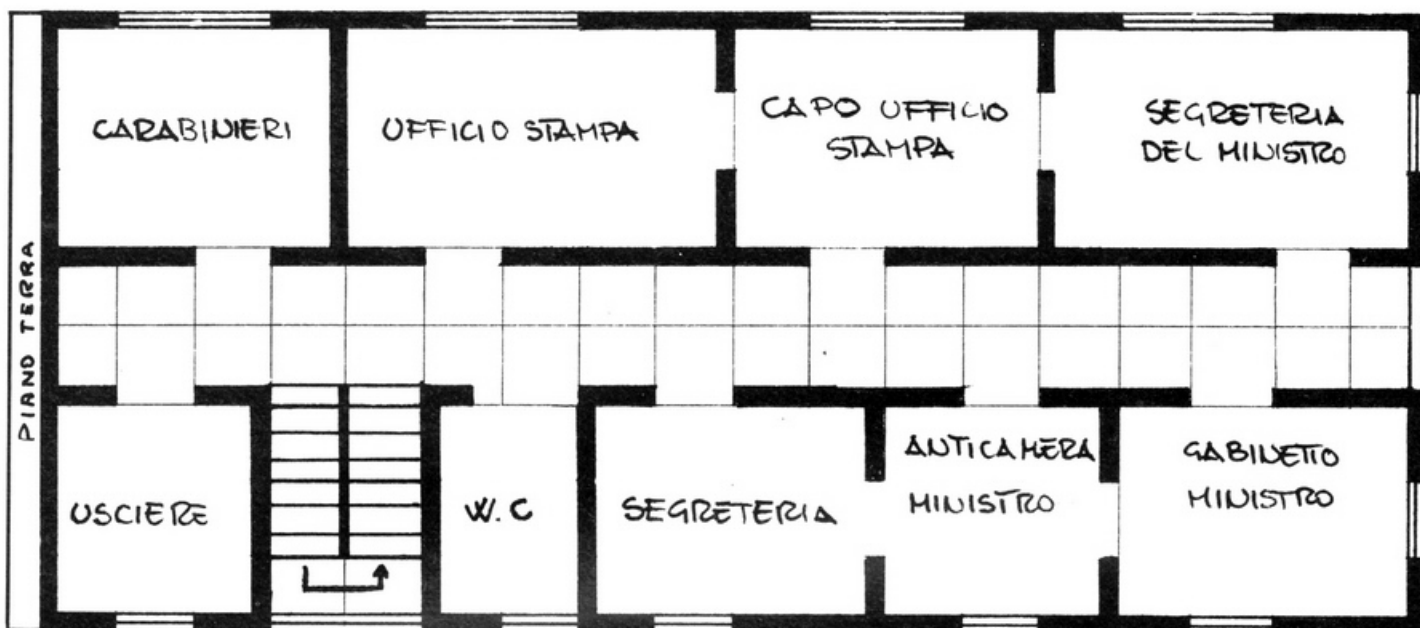 PIANO TERRA
CARABINIERI
UFFICIO STAMPA
CAPO UFFICIO
STAMPA
SEGRETERIA
DEL MINISTRO
USCIERE
W.C
SEGRETERIA
ANTICAMERA
MINISTRO
GABINETTO
MINISTRO